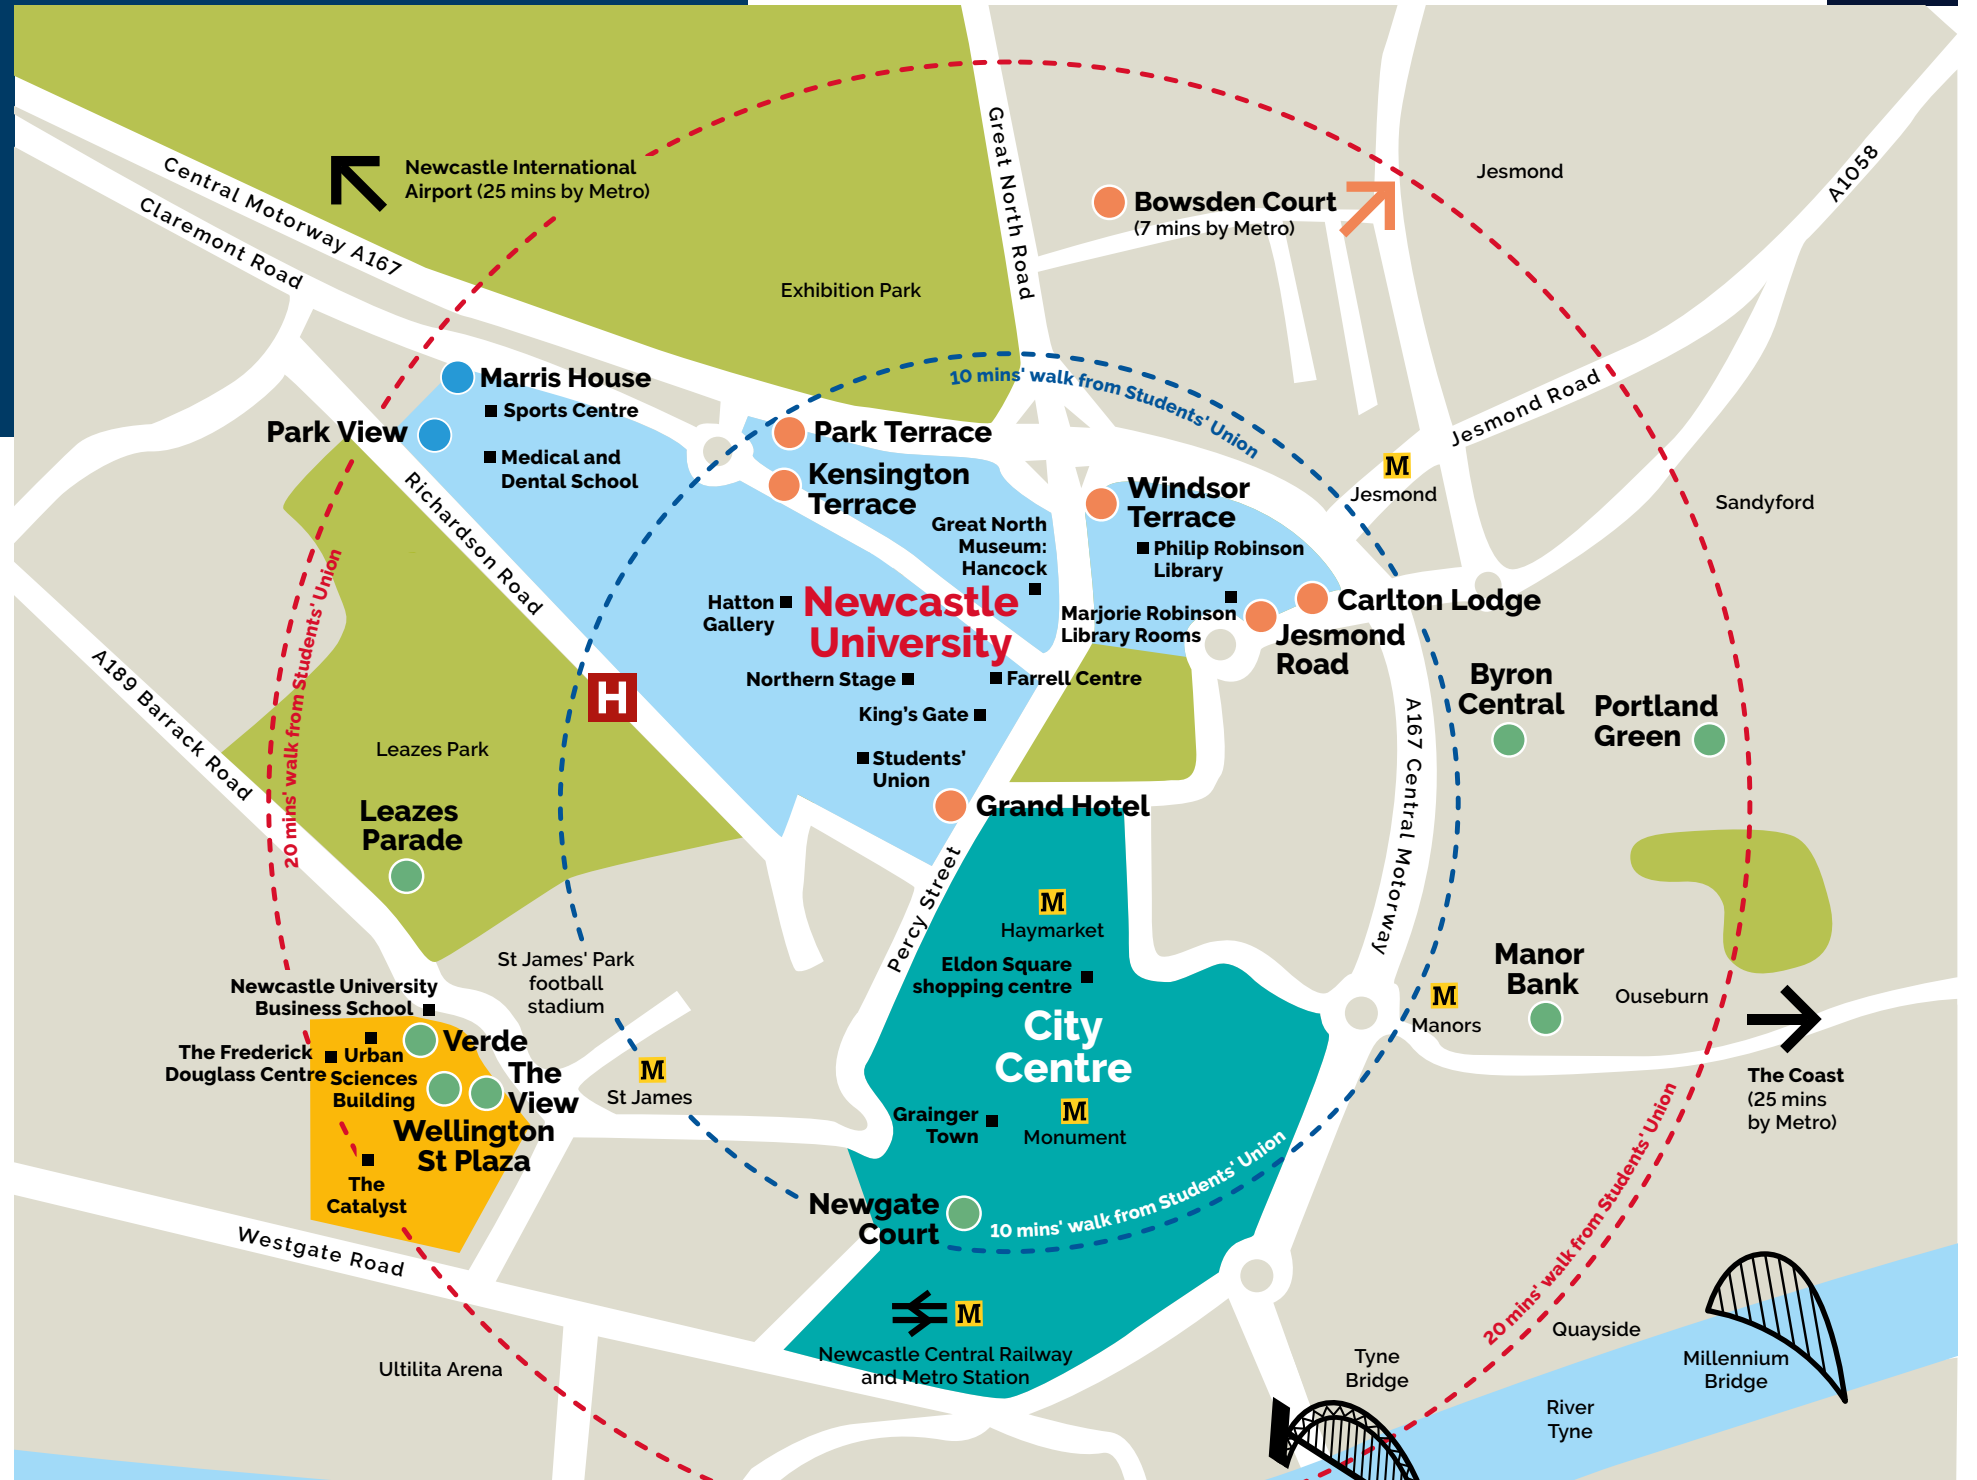 Great North Road
Newcastle International
Airport (25 mins by Metro)
Central Motorway A167
Claremont Road
Jesmond
A1058
Bowsden Court
(7 mins by Metro)
Exhibition Park
10 mins' walk from Students' Union
Marris House
Sports Centre
Park View
Medical and
Dental School
Park Terrace
Kensington
Terrace
Jesmond Road
M
Jesmond
Sandyford
Windsor
Terrace
Great North
Museum:
Hancock
Philip Robinson
Library
Richardson Road
Hatton
Gallery
Newcastle
University
Marjorie Robinson
Library Rooms
Carlton Lodge
Jesmond
Road
20 mins' walk from Students' Union
A189 Barrack Road
H
Northern Stage
Farrell Centre
King's Gate
Students'
Union
Grand Hotel
Byron
Central
Portland
Green
A167 Central Motorway
Leazes Park
Leazes
Parade
Percy Street
M
Haymarket
Eldon Square
shopping centre
St James' Park
football
stadium
Manor
Bank
M
Manors
Ouseburn
Newcastle University
Business School
Verde
The Frederick
Douglass Centre
Urban
Sciences
Building
The
View
Wellington
St Plaza
The
Catalyst
M
St James
City
Centre
Grainger
Town
M
Monument
The Coast
(25 mins
by Metro)
Newgate
Court
10 mins' walk from Students' Union
20 mins' walk from Students' Union
Westgate Road
M
Newcastle Central Railway
and Metro Station
Ultilita Arena
Quayside
Tyne
Bridge
Millennium
Bridge
River
Tyne